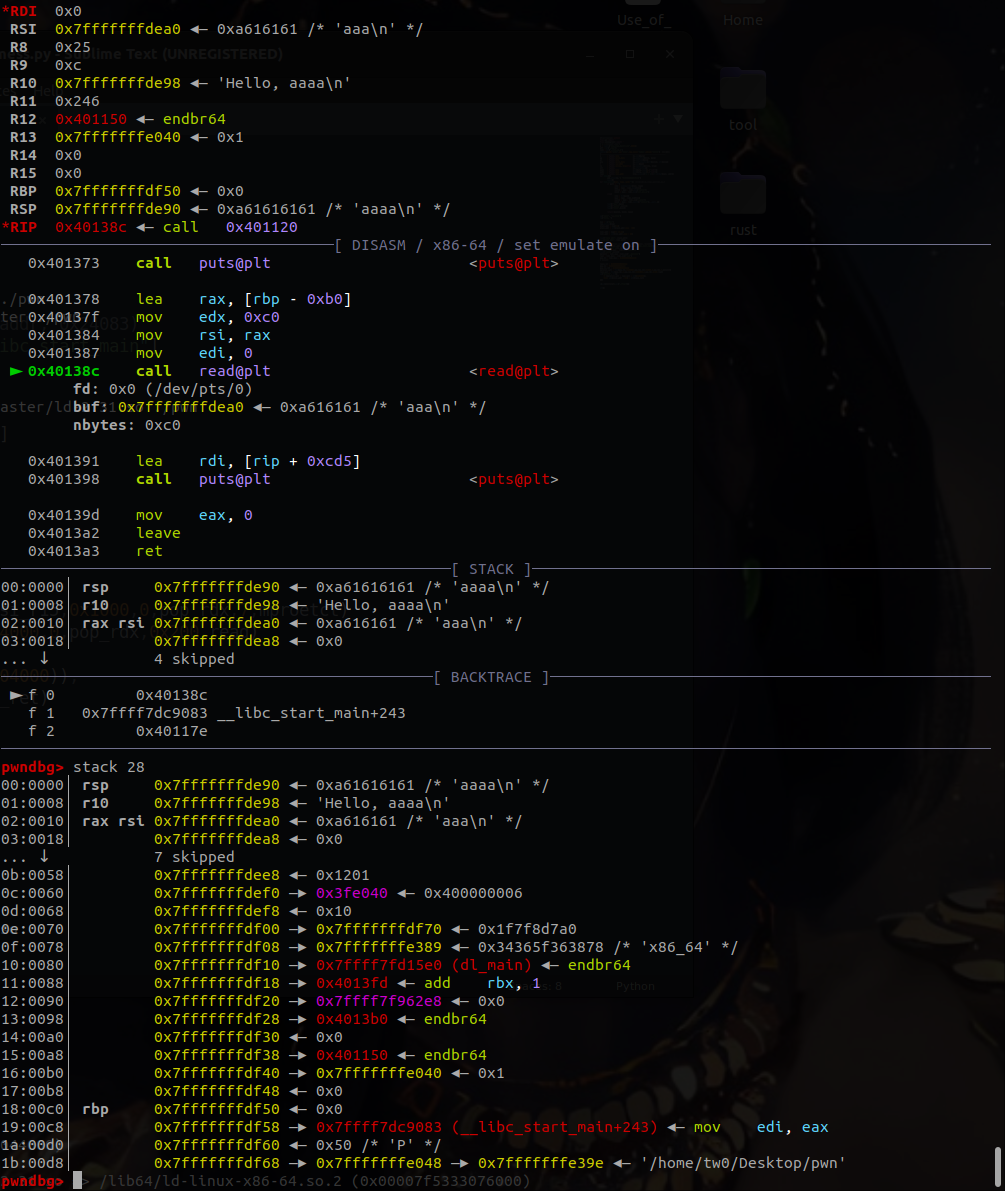 *RDI  0x0
 RSI  0x7fffffffdea0 ◂— 0xa616161 /* 'aaa\n' */
 R8   0x25
 R9   0xc
 R10  0x7fffffffde98 ◂— 'Hello, aaaa\n'
 R11  0x246
 R12  0x401150 ◂— endbr64
 R13  0x7fffffffe040 ◂— 0x1
 R14  0x0
 R15  0x0
 RBP  0x7fffffffdf50 ◂— 0x0
 RSP  0x7fffffffde90 ◂— 0xa61616161 /* 'aaaa\n' */
*RIP  0x40138c ◂— call   0x401120
[ DISASM / x86-64 / set emulate on ]
   0x401373    call   puts@plt                      <puts@plt>
   0x401378    lea    rax, [rbp - 0xb0]
   0x40137f    mov    edx, 0xc0
   0x401384    mov    rsi, rax
   0x401387    mov    edi, 0
 ► 0x40138c    call   read@plt                      <read@plt>
        fd: 0x0 (/dev/pts/0)
        buf: 0x7fffffffdea0 ◂— 0xa616161 /* 'aaa\n' */
        nbytes: 0xc0
   0x401391    lea    rdi, [rip + 0xcd5]
   0x401398    call   puts@plt                      <puts@plt>
   0x40139d    mov    eax, 0
   0x4013a2    leave
   0x4013a3    ret
[ STACK ]
00:0000│ rsp     0x7fffffffde90 ◂— 0xa61616161 /* 'aaaa\n' */
01:0008│ r10     0x7fffffffde98 ◂— 'Hello, aaaa\n'
02:0010│ rax rsi 0x7fffffffdea0 ◂— 0xa616161 /* 'aaa\n' */
03:0018│         0x7fffffffdea8 ◂— 0x0
... ↓            4 skipped
[ BACKTRACE ]
 ► f 0         0x40138c
   f 1   0x7ffff7dc9083 __libc_start_main+243
   f 2         0x40117e
pwndbg> stack 28
00:0000│ rsp     0x7fffffffde90 ◂— 0xa61616161 /* 'aaaa\n' */
01:0008│ r10     0x7fffffffde98 ◂— 'Hello, aaaa\n'
02:0010│ rax rsi 0x7fffffffdea0 ◂— 0xa616161 /* 'aaa\n' */
03:0018│         0x7fffffffdea8 ◂— 0x0
... ↓            7 skipped
0b:0058│         0x7fffffffdee8 ◂— 0x1201
0c:0060│         0x7fffffffdef0 —▸ 0x3fe040 ◂— 0x400000006
0d:0068│         0x7fffffffdef8 ◂— 0x10
0e:0070│         0x7fffffffdf00 —▸ 0x7fffffffdf70 ◂— 0x1f7f8d7a0
0f:0078│         0x7fffffffdf08 —▸ 0x7fffffffe389 ◂— 0x34365f363878 /* 'x86_64' */
10:0080│         0x7fffffffdf10 —▸ 0x7ffff7fd15e0 (dl_main) ◂— endbr64
11:0088│         0x7fffffffdf18 —▸ 0x4013fd ◂— add    rbx, 1
12:0090│         0x7fffffffdf20 —▸ 0x7ffff7f962e8 ◂— 0x0
13:0098│         0x7fffffffdf28 —▸ 0x4013b0 ◂— endbr64
14:00a0│         0x7fffffffdf30 ◂— 0x0
15:00a8│         0x7fffffffdf38 —▸ 0x401150 ◂— endbr64
16:00b0│         0x7fffffffdf40 —▸ 0x7fffffffe040 ◂— 0x1
17:00b8│         0x7fffffffdf48 ◂— 0x0
18:00c0│ rbp     0x7fffffffdf50 ◂— 0x0
19:00c8│         0x7fffffffdf58 —▸ 0x7ffff7dc9083 (__libc_start_main+243) ◂— mov    edi, eax
1a:00d0│         0x7fffffffdf60 ◂— 0x50 /* 'P' */
1b:00d8│         0x7fffffffdf68 —▸ 0x7fffffffe048 —▸ 0x7fffffffe39e ◂— '/home/tw0/Desktop/pwn'
pwndbg> > /lib64/ld-linux-x86-64.so.2 (0x00007f5333076000)
Use_of_
Home
tool
rust
Sublime Text (UNREGISTERED)
Python